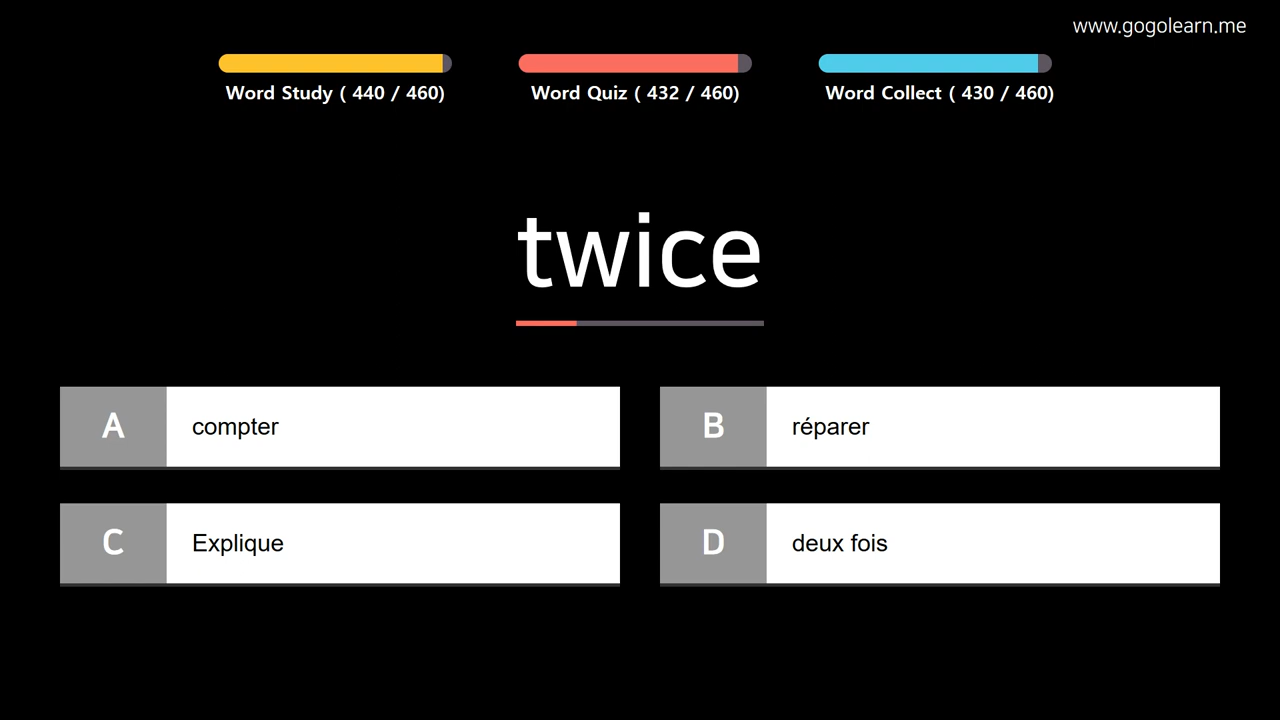 www.gogolearn.me
Word Study ( 440 / 460)
Word Quiz ( 432 / 460)
Word Collect ( 430 / 460)
twice
A
compter
B
réparer
C
Explique
D
deux fois